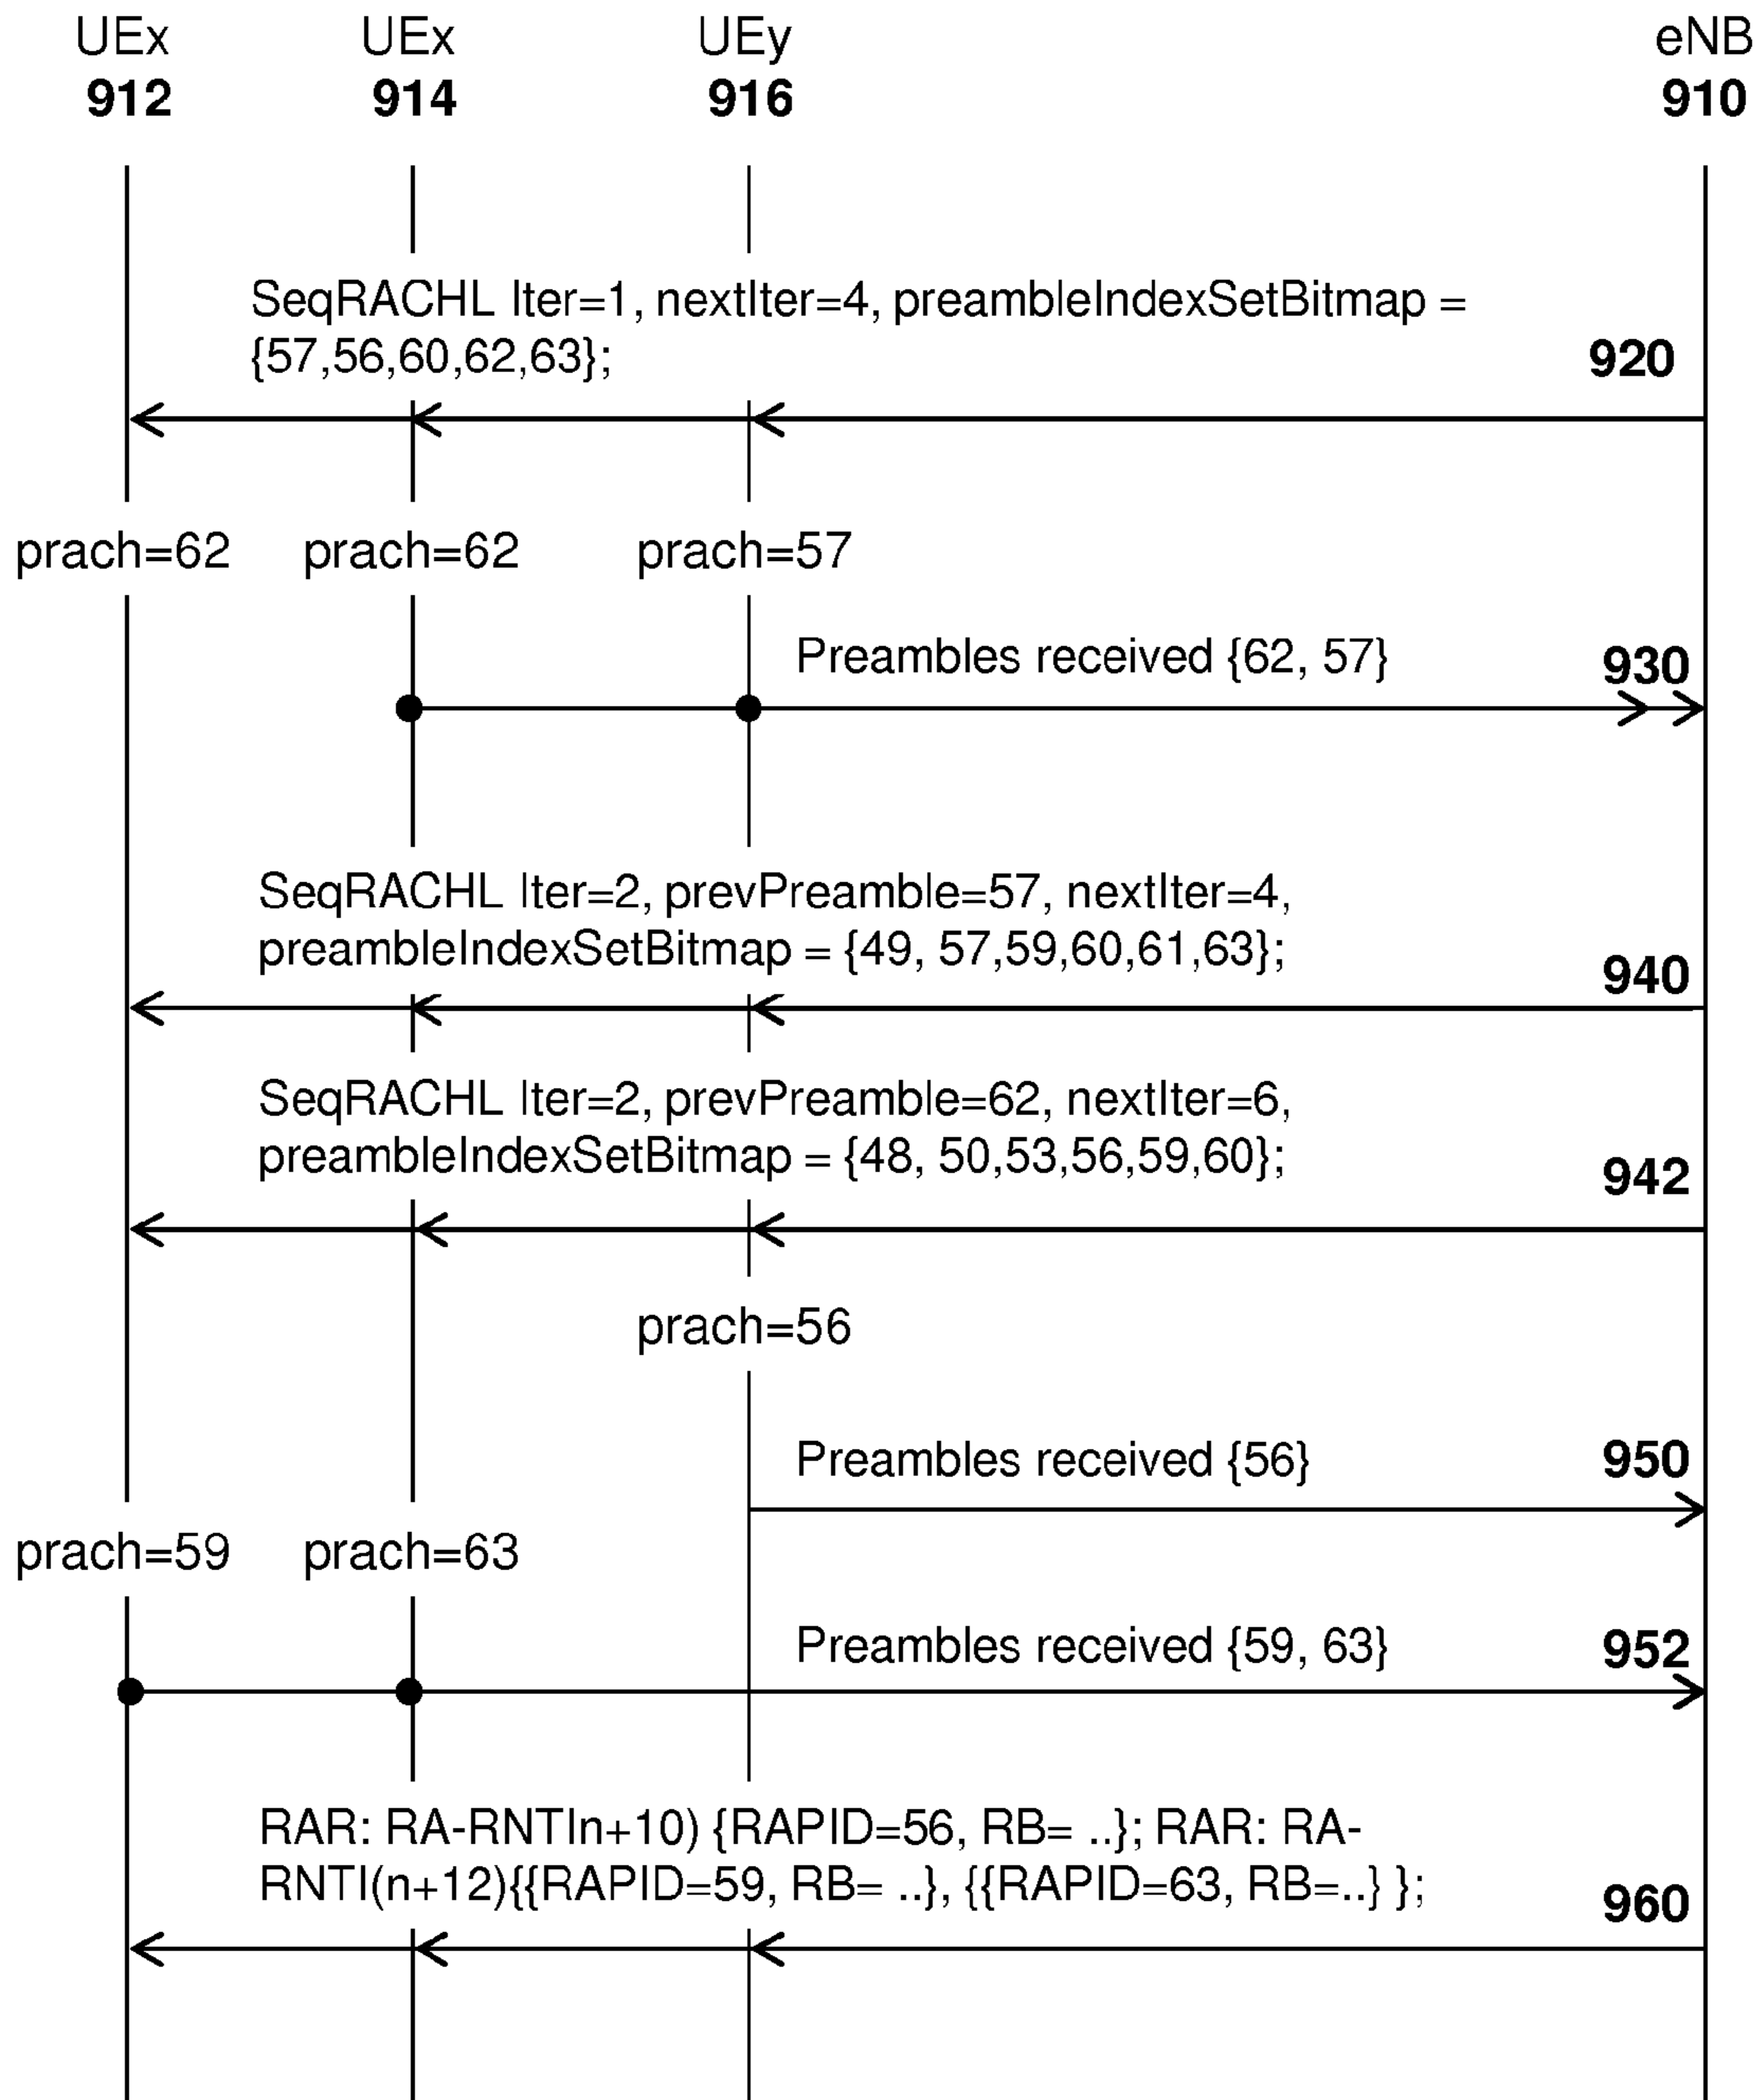 UEx UEx UEy eNB
912 914 916 910
SeqRACHL Iter=1, nextIter=4, preambleIndexSetBitmap =
{57,56,60,62,63};
920
prach=62 prach=62 prach=57
Preambles received {62, 57}
930
SeqRACHL Iter=2, prevPreamble=57, nextIter=4,
preambleIndexSetBitmap = {49, 57,59,60,61,63};
940
SeqRACHL Iter=2, prevPreamble=62, nextIter=6,
preambleIndexSetBitmap = {48, 50,53,56,59,60};
942
prach=56
Preambles received {56}
950
prach=59 prach=63
Preambles received {59, 63}
952
RAR: RA-RNTIn+10) {RAPID=56, RB= ..}; RAR: RA-
RNTI(n+12){{RAPID=59, RB= ..}, {{RAPID=63, RB=..} };
960